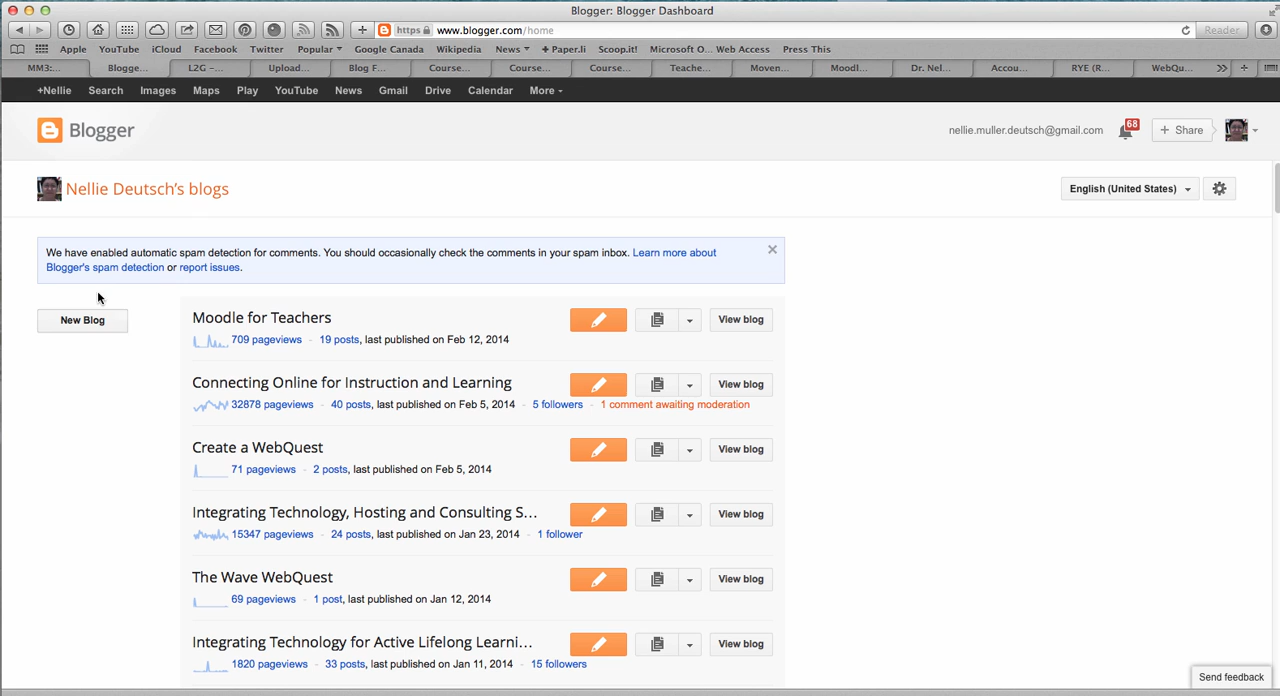 Blogger: Blogger Dashboard
https www.blogger.com/home Reader
Apple YouTube iCloud Facebook Twitter Popular Google Canada Wikipedia News Paper.li Scoop.it! Microsoft O... Web Access Press This
MM3:... Blogge... L2G –... Upload... Blog F... Course... Course... Course... Teache... Moven... Moodl... Dr. Nel... Accou... RYE (R... WebQu...
+Nellie Search Images Maps Play YouTube News Gmail Drive Calendar More
Blogger nellie.muller.deutsch@gmail.com 68 + Share
Nellie Deutsch's blogs English (United States)
We have enabled automatic spam detection for comments. You should occasionally check the comments in your spam inbox. Learn more about
Blogger's spam detection or report issues.
New Blog
Moodle for Teachers View blog
709 pageviews - 19 posts, last published on Feb 12, 2014
Connecting Online for Instruction and Learning View blog
32878 pageviews - 40 posts, last published on Feb 5, 2014 - 5 followers - 1 comment awaiting moderation
Create a WebQuest View blog
71 pageviews - 2 posts, last published on Feb 5, 2014
Integrating Technology, Hosting and Consulting S... View blog
15347 pageviews - 24 posts, last published on Jan 23, 2014 - 1 follower
The Wave WebQuest View blog
69 pageviews - 1 post, last published on Jan 12, 2014
Integrating Technology for Active Lifelong Learni... View blog
1820 pageviews - 33 posts, last published on Jan 11, 2014 - 15 followers
Send feedback